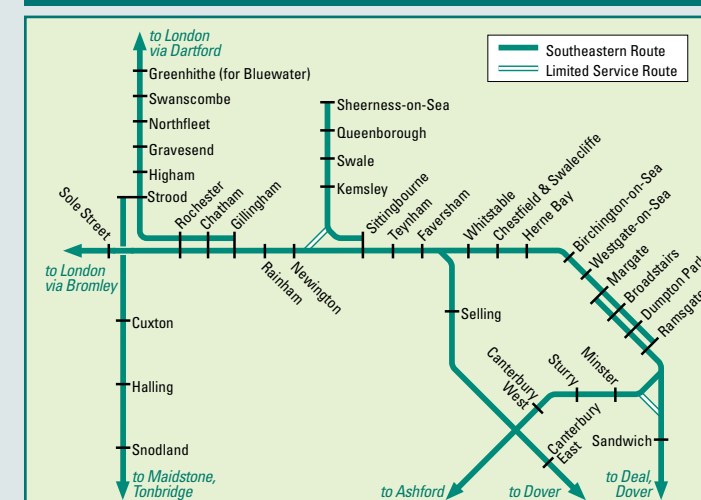 to London
via Dartford
Southeastern Route
Limited Service Route
Greenhithe (for Bluewater)
Swanscombe
Northfleet
Gravesend
Higham
Strood
Sheerness-on-Sea
Queenborough
Swale
Kemsley
Sole Street
Rochester
Chatham
Gillingham
Rainham
Newington
Sittingbourne
Teynham
Faversham
Whitstable
Chestfield & Swalecliffe
Herne Bay
Birchington-on-Sea
Westgate-on-Sea
Margate
Broadstairs
Dumpton Park
Ramsgate
to London
via Bromley
Cuxton
Halling
Snodland
to Maidstone,
Tonbridge
Selling
Canterbury
West
Sturry
Minster
Canterbury
East
Sandwich
to Ashford
to Dover
to Deal,
Dover